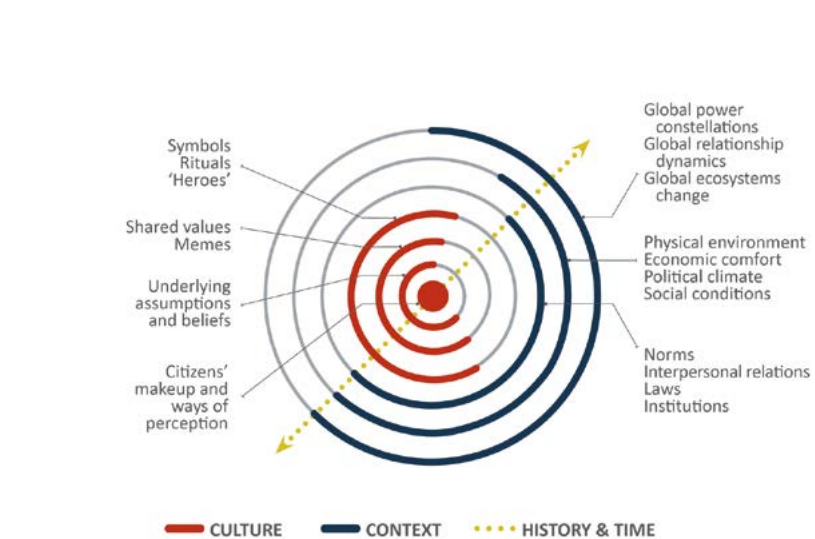 Symbols
Rituals
‘Heroes’
Shared values
Memes
Underlying
assumptions
and beliefs
Citizens’
makeup and
ways of
perception
Global power
constellations
Global relationship
dynamics
Global ecosystems
change
Physical environment
Economic comfort
Political climate
Social conditions
Norms
Interpersonal relations
Laws
Institutions
CULTURE
CONTEXT
HISTORY & TIME